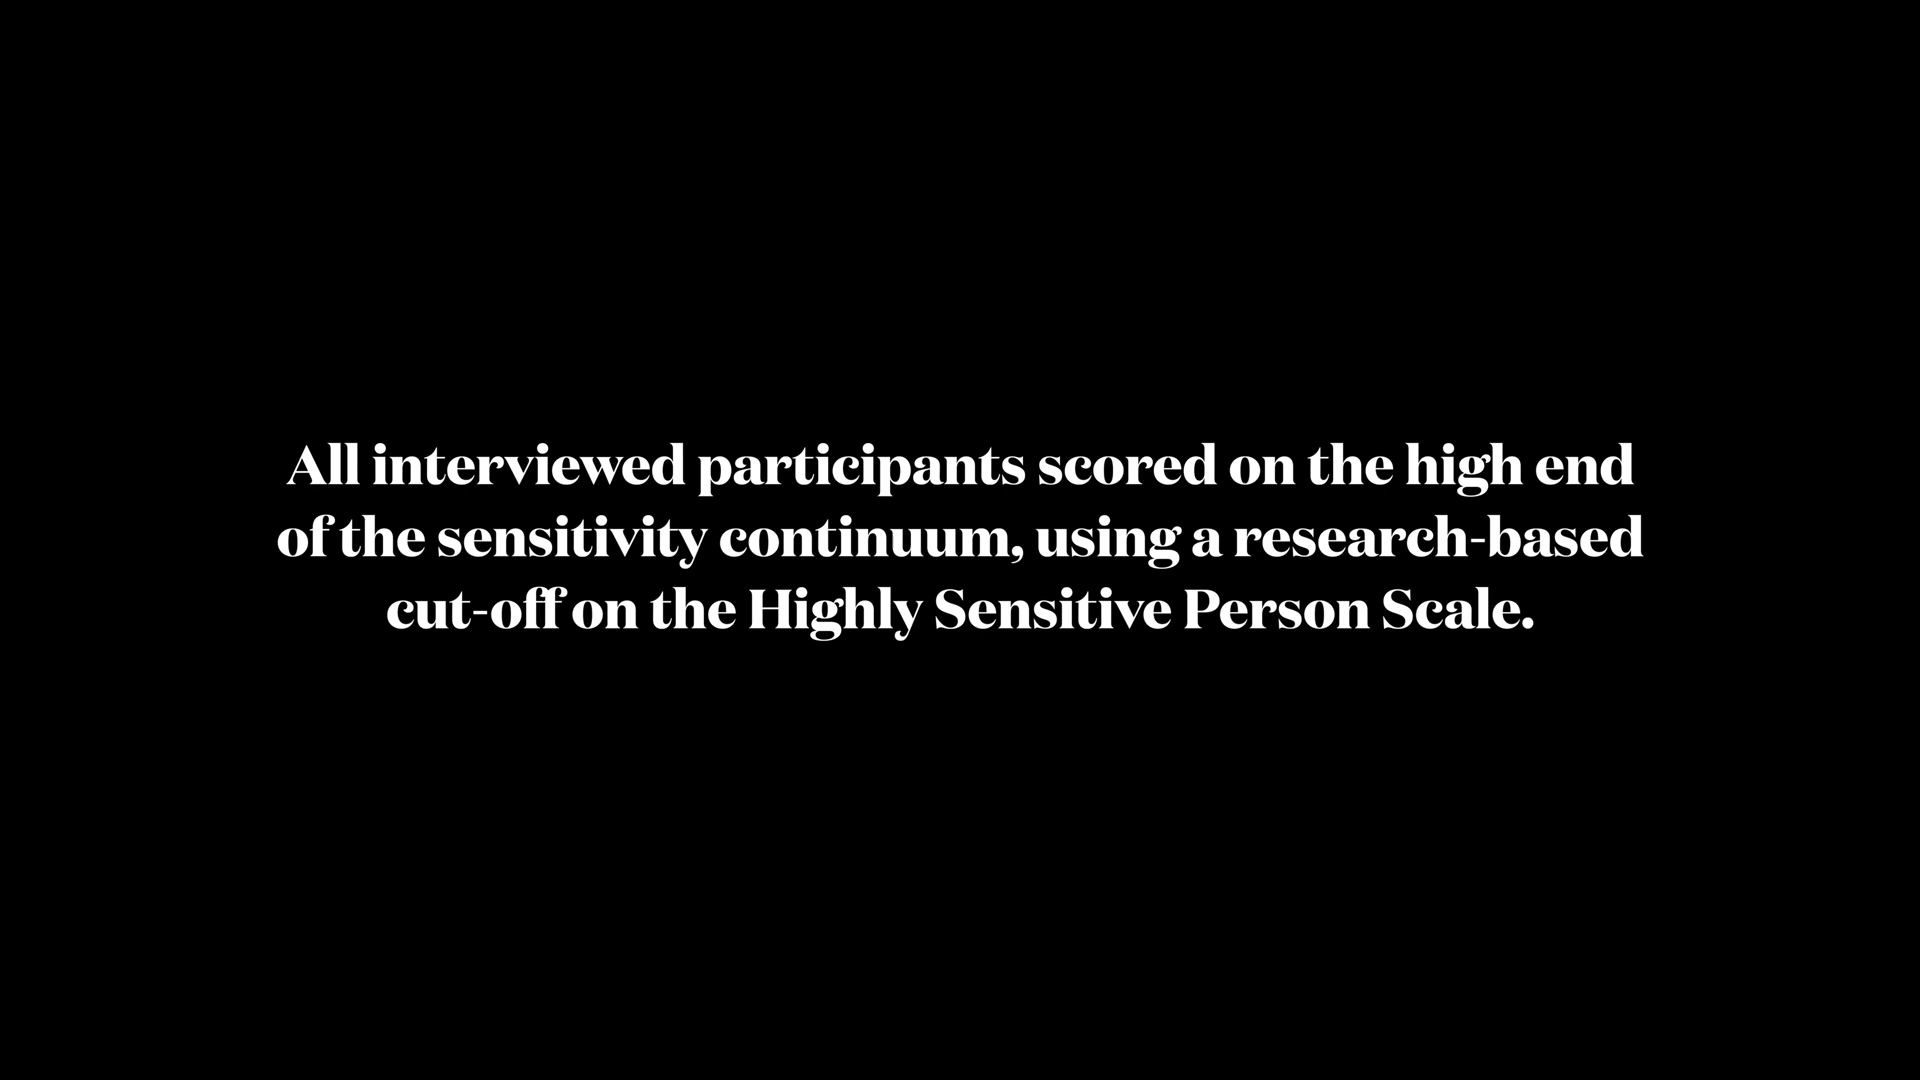 All interviewed participants scored on the high end
of the sensitivity continuum, using a research-based
cut-off on the Highly Sensitive Person Scale.